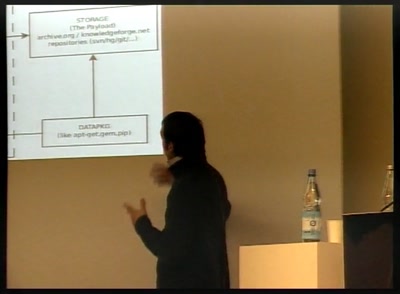 STORAGE
(The Payload)
archive.org / knowledgeforge.net
repositories (svn/hg/git/...)
DATAPKG
(like apt-get,gem,pip)